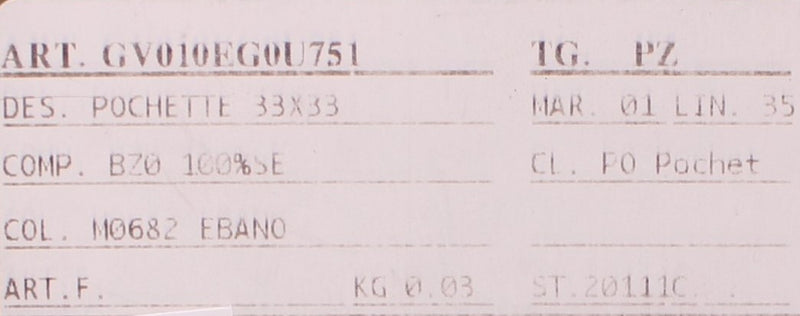 ART. GV010EG0U751 TG. PZ
DES. POCHETTE 33X33 MAR. 01 LIN. 35
COMP. BZ0 100%SE CL. PO Pochet
COL. M0682 EBANO
ART.F. KG 0.03 ST.20111C